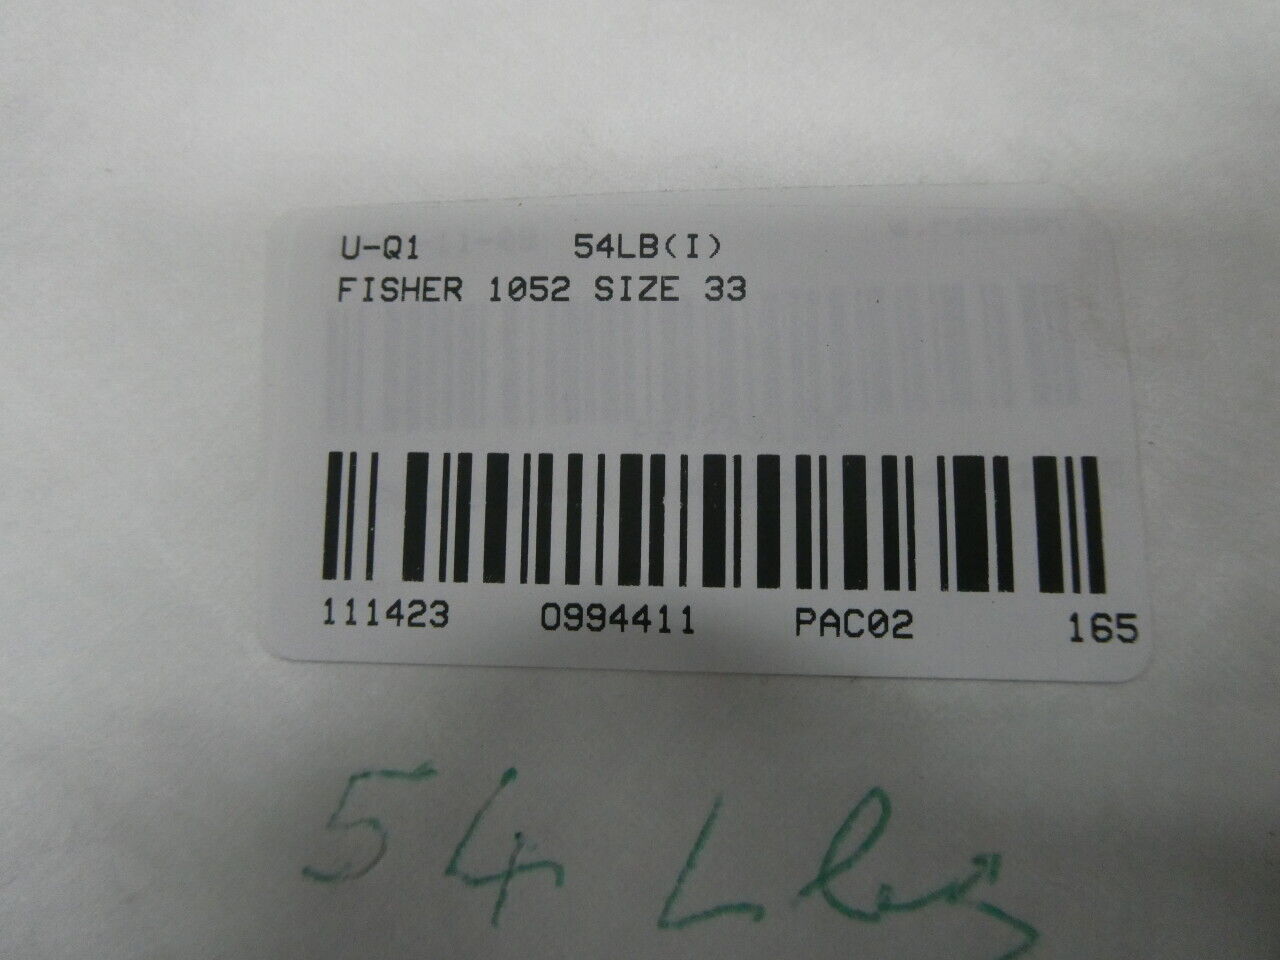 U-Q1 54LB(I)
FISHER 1052 SIZE 33
111423 0994411 PAC02 165
54 Lbs